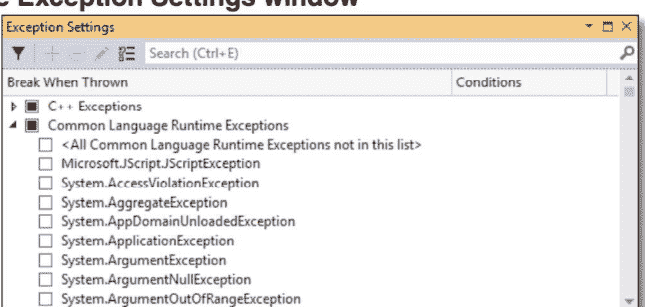 e Exception Settings window
Exception Settings
Search (Ctrl+E)
Break When Thrown Conditions
C++ Exceptions
Common Language Runtime Exceptions
<All Common Language Runtime Exceptions not in this list>
Microsoft.JScript.JScriptException
System.AccessViolationException
System.AggregateException
System.AppDomainUnloadedException
System.ApplicationException
System.ArgumentException
System.ArgumentNullException
System.ArgumentOutOfRangeException